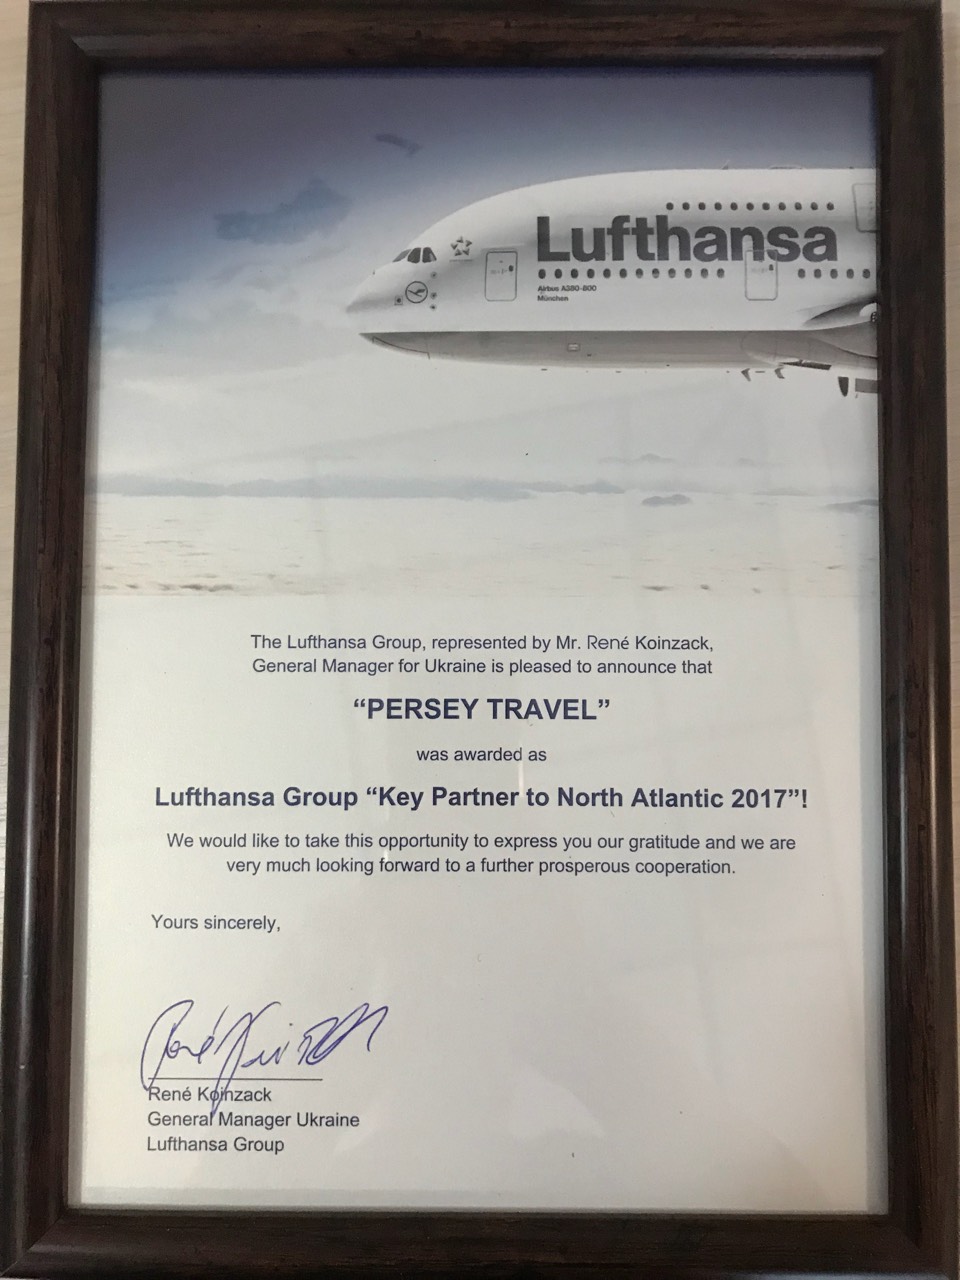 Lufthansa
Airbus A380-800
München
The Lufthansa Group, represented by Mr. René Koinzack,
General Manager for Ukraine is pleased to announce that
“PERSEY TRAVEL”
was awarded as
Lufthansa Group “Key Partner to North Atlantic 2017”!
We would like to take this opportunity to express you our gratitude and we are
very much looking forward to a further prosperous cooperation.
Yours sincerely,
René Koinzack
René Koinzack
General Manager Ukraine
Lufthansa Group